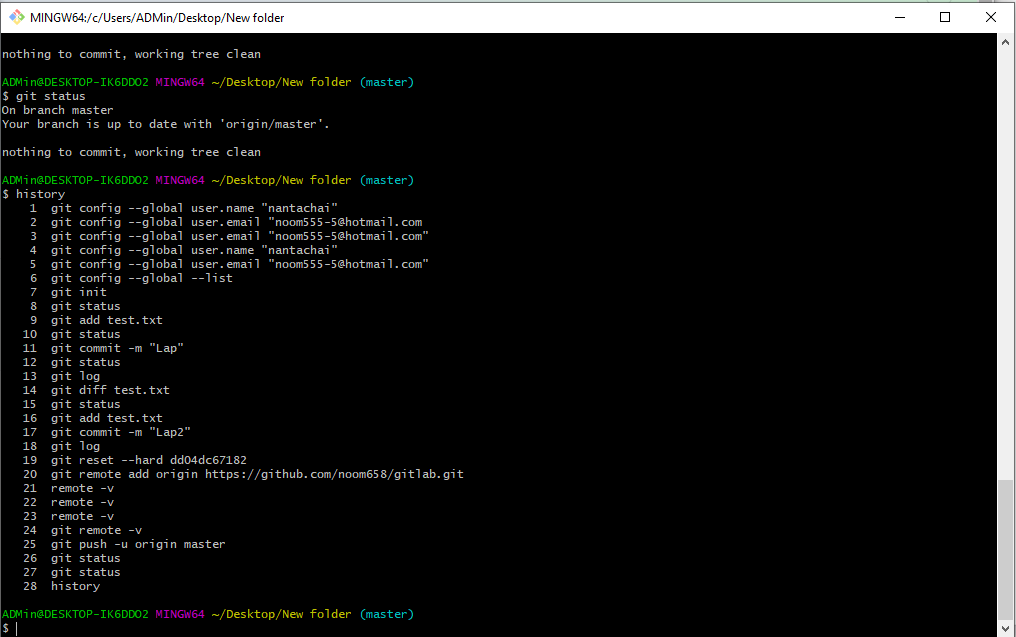 MINGW64:/c/Users/ADMin/Desktop/New folder
nothing to commit, working tree clean
ADMin@DESKTOP-IK6DDO2 MINGW64 ~/Desktop/New folder (master)
$ git status
On branch master
Your branch is up to date with 'origin/master'.
nothing to commit, working tree clean
ADMin@DESKTOP-IK6DDO2 MINGW64 ~/Desktop/New folder (master)
$ history
1 git config --global user.name "nantachai"
2 git config --global user.email "noom555-5@hotmail.com
3 git config --global user.email "noom555-5@hotmail.com"
4 git config --global user.name "nantachai"
5 git config --global user.email "noom555-5@hotmail.com"
6 git config --global --list
7 git init
8 git status
9 git add test.txt
10 git status
11 git commit -m "Lap"
12 git status
13 git log
14 git diff test.txt
15 git status
16 git add test.txt
17 git commit -m "Lap2"
18 git log
19 git reset --hard dd04dc67182
20 git remote add origin https://github.com/noom658/gitlab.git
21 remote -v
22 remote -v
23 remote -v
24 git remote -v
25 git push -u origin master
26 git status
27 git status
28 history
ADMin@DESKTOP-IK6DDO2 MINGW64 ~/Desktop/New folder (master)
$